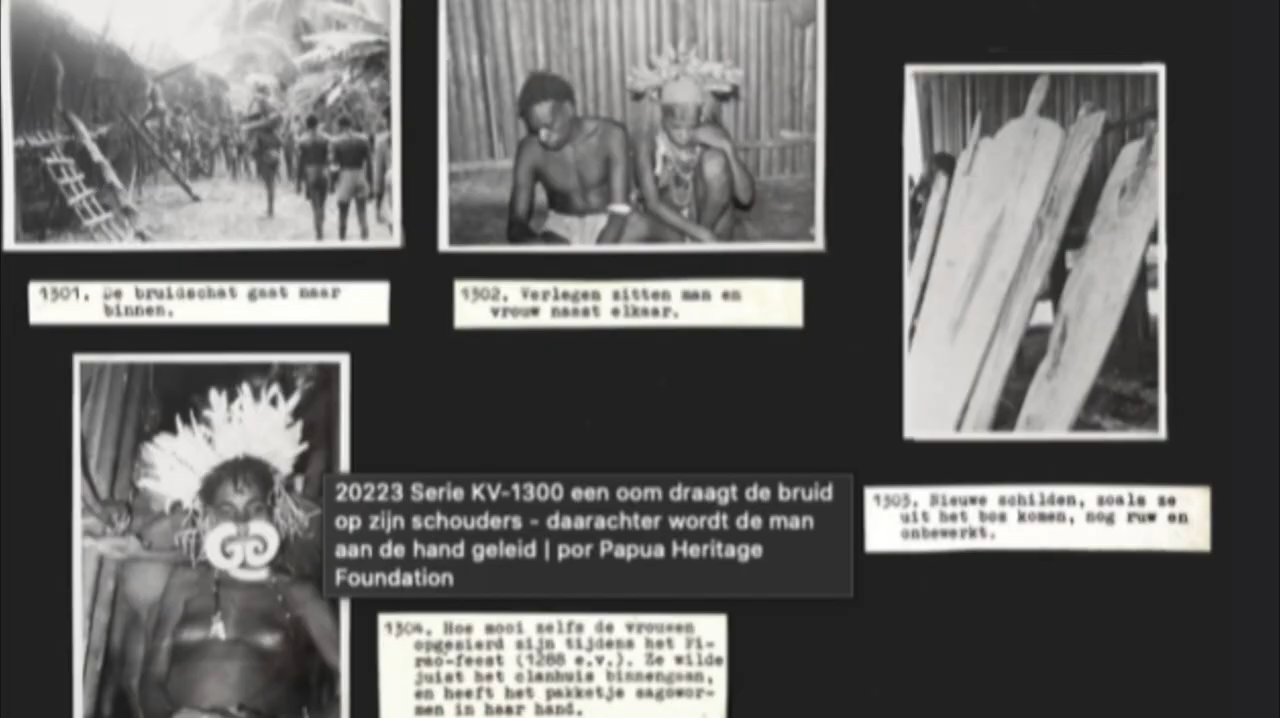 1301. De bruidschat gaat naar
binnen.
1302. Verlegen zitten man en
vrouw naast elkaar.
20223 Serie KV-1300 een oom draagt de bruid
op zijn schouders - daarachter wordt de man
aan de hand geleid | por Papua Heritage
Foundation
1303. Nieuwe schilden, zoals ze
uit het bos komen, nog ruw en
onbewerkt.
1304. Hoe mooi zelfs de vrouwen
opgesierd zijn tijdens het Pi-
rmo-feest (1288 e.v.). Ze wilde
juist het clanhuis binnengaan,
en heeft het pakketje sagowor-
men in haar hand.